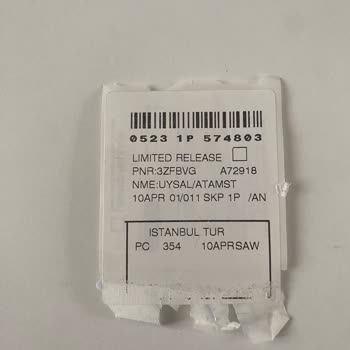 0523 1P 574803
LIMITED RELEASE
PNR:3ZFBVG A72918
NME:UYSAL/ATAMST
10APR 01/011 SKP 1P /AN
ISTANBUL TUR
PC 354 10APRSAW